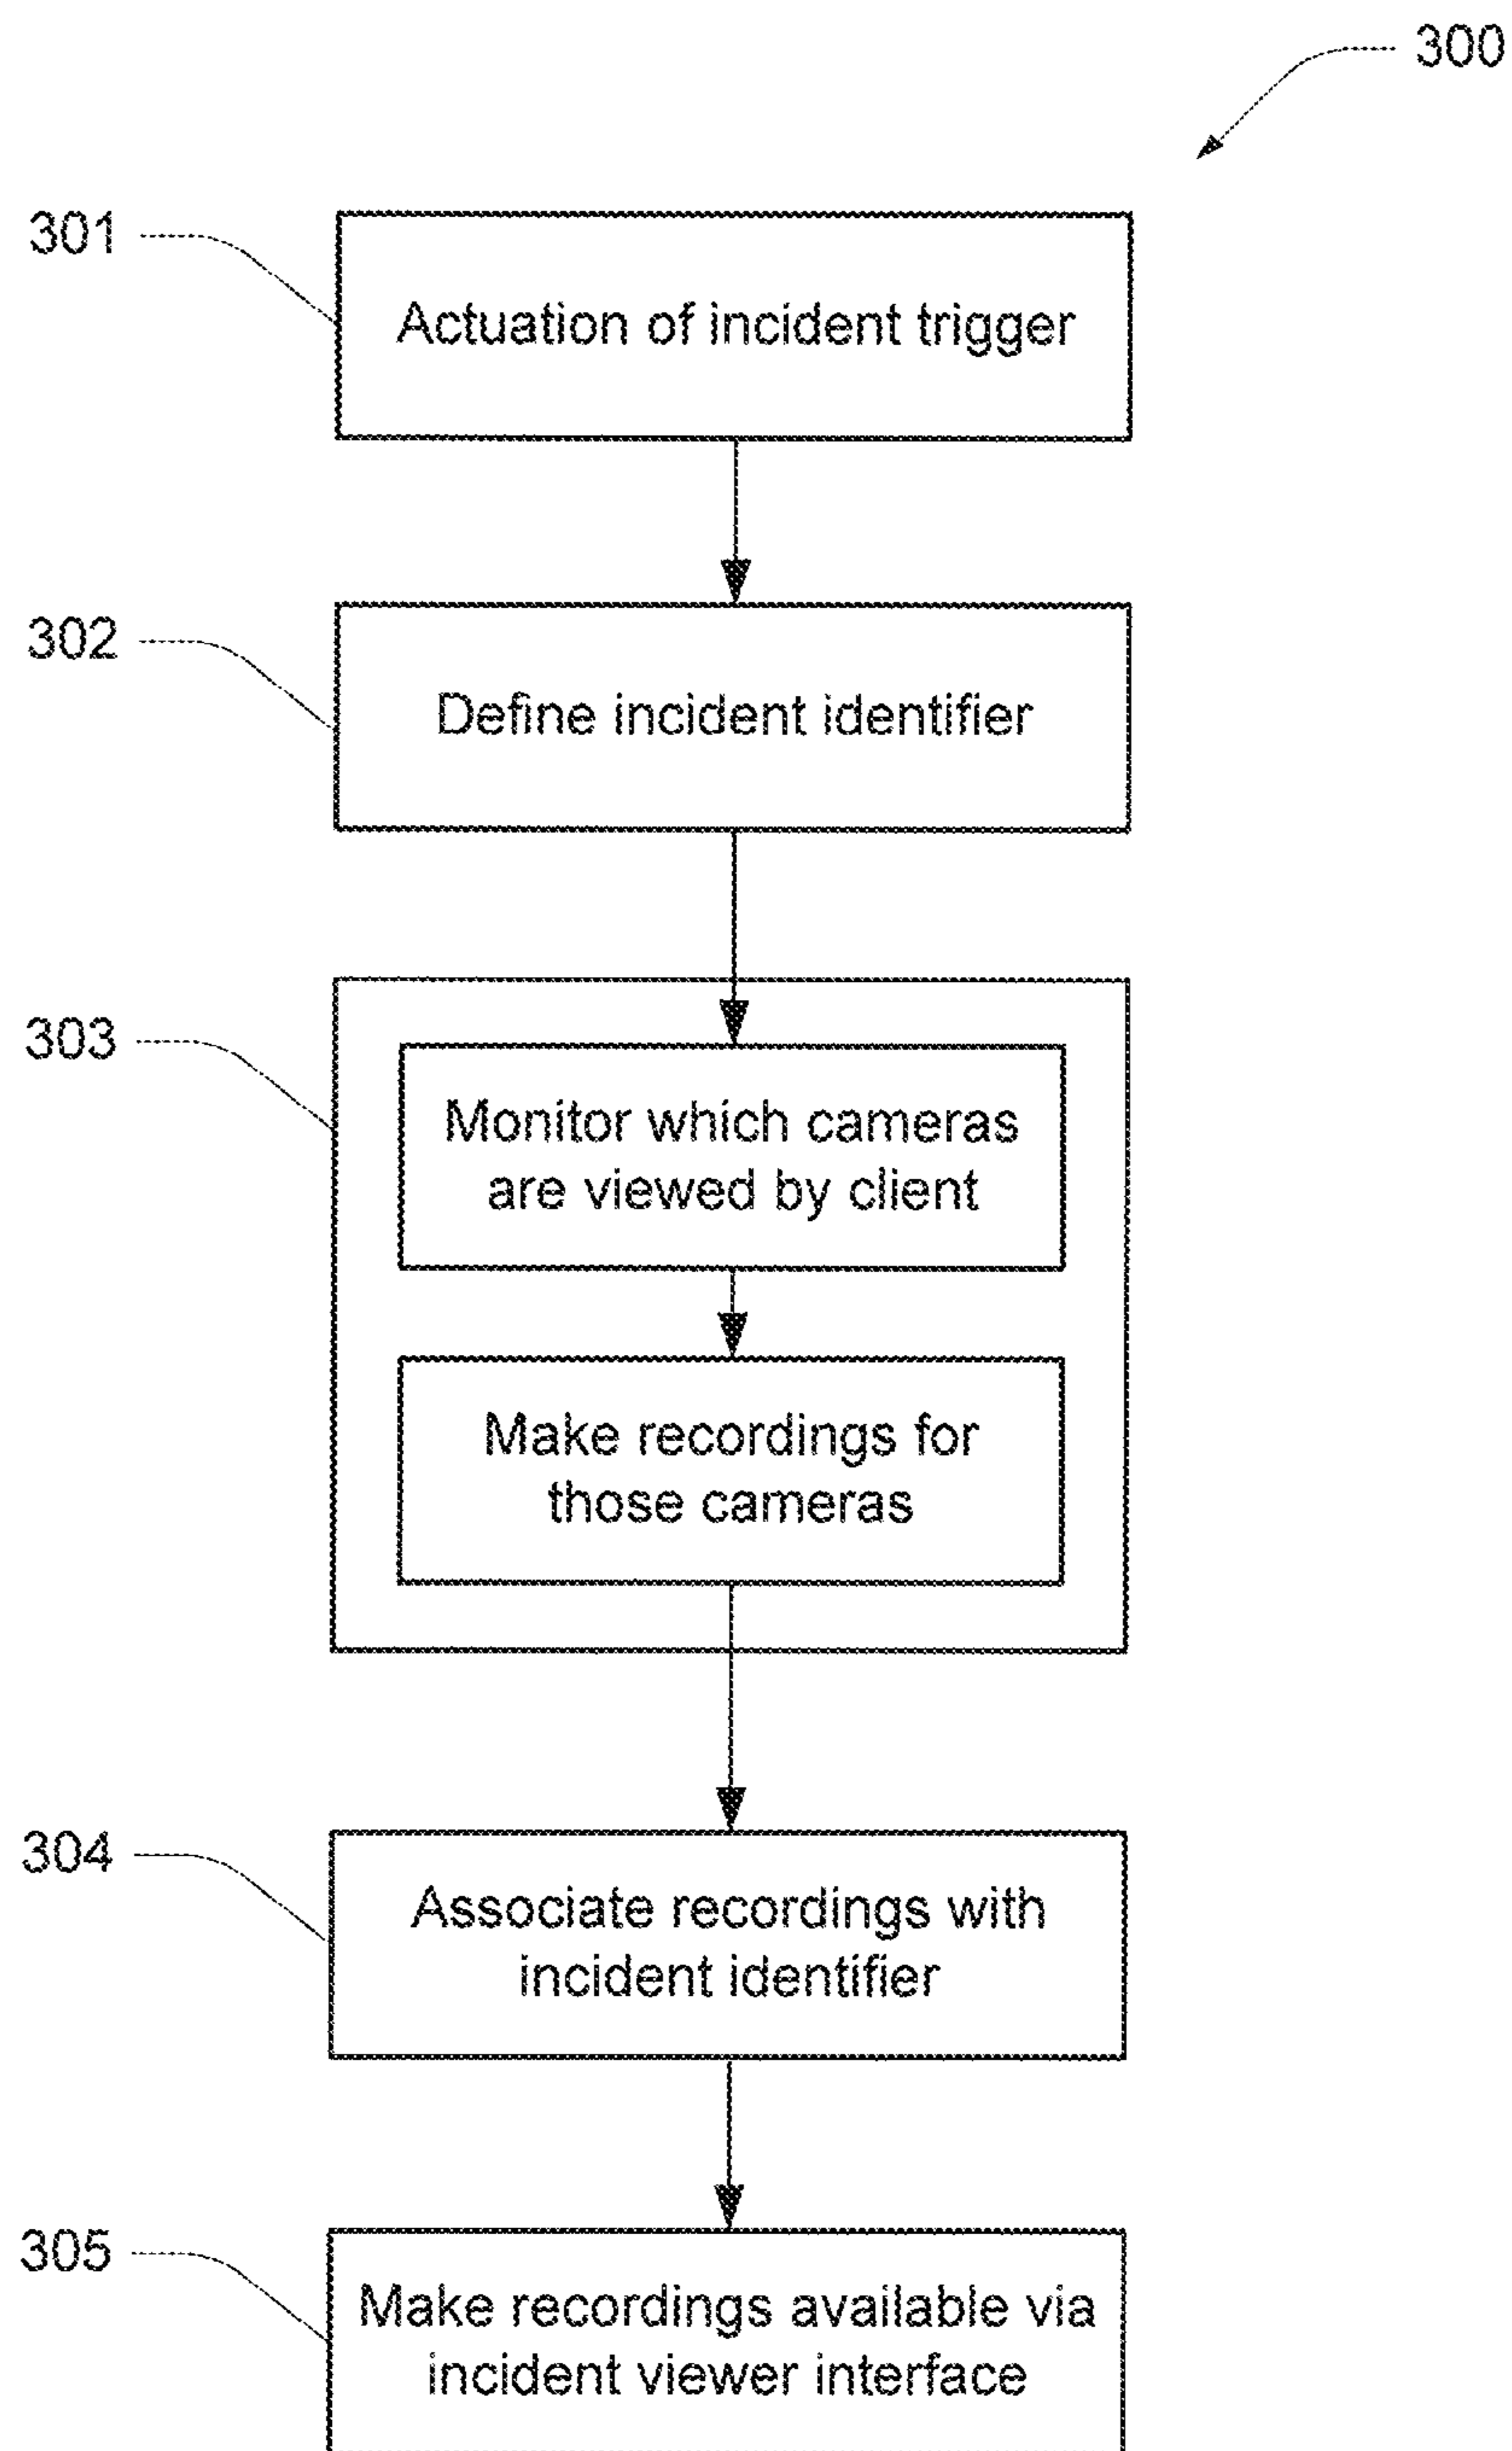 300
301
Actuation of incident trigger
302
Define incident identifier
303
Monitor which cameras
are viewed by client
Make recordings for
those cameras
304
Associate recordings with
incident identifier
305
Make recordings available via
incident viewer interface